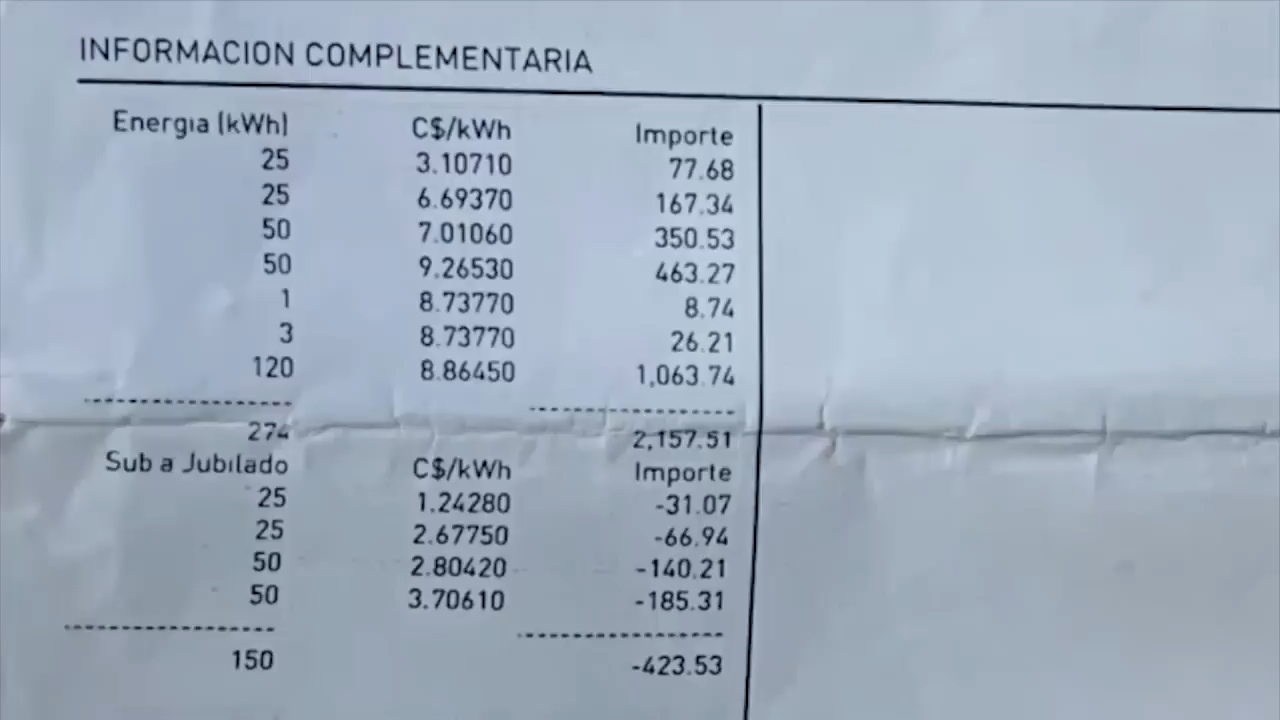 INFORMACION COMPLEMENTARIA
Energia (kWh) C$/kWh Importe
25 3.10710 77.68
25 6.69370 167.34
50 7.01060 350.53
50 9.26530 463.27
1 8.73770 8.74
3 8.73770 26.21
120 8.86450 1,063.74
274 2,157.51
Sub a Jubilado C$/kWh Importe
25 1.24280 -31.07
25 2.67750 -66.94
50 2.80420 -140.21
50 3.70610 -185.31
150 -423.53